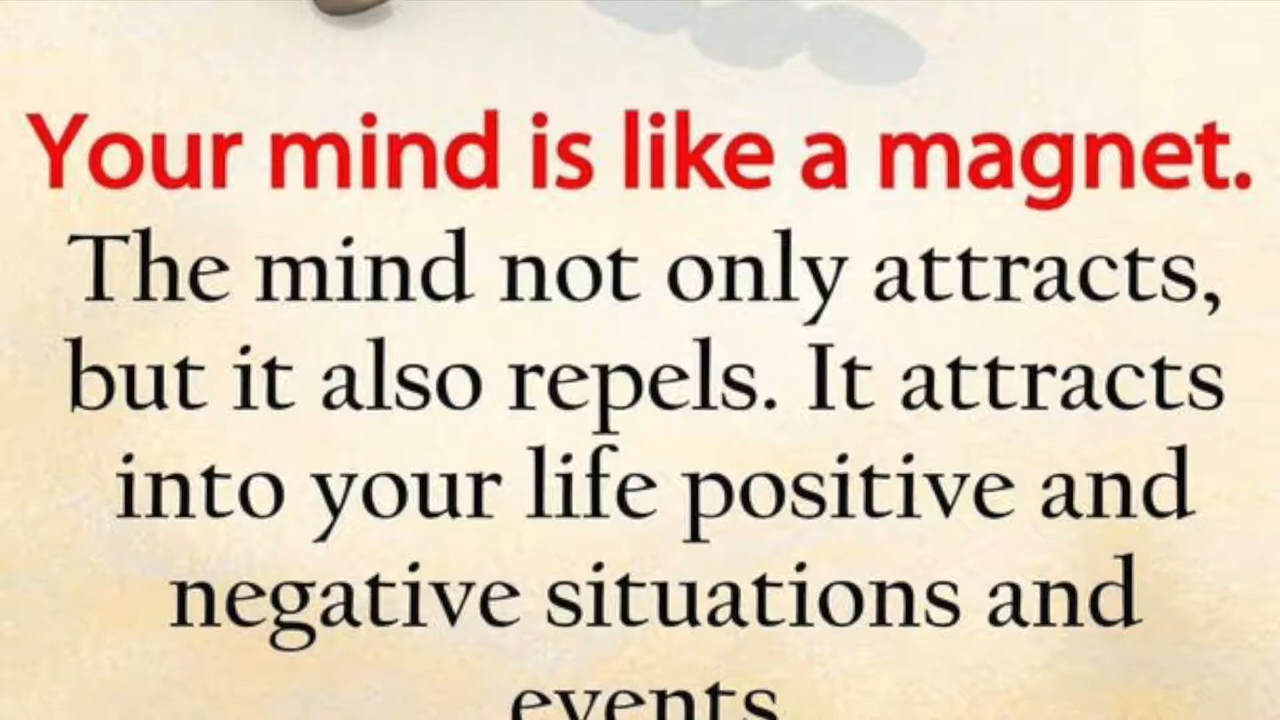 Your mind is like a magnet.
The mind not only attracts,
but it also repels. It attracts
into your life positive and
negative situations and
events